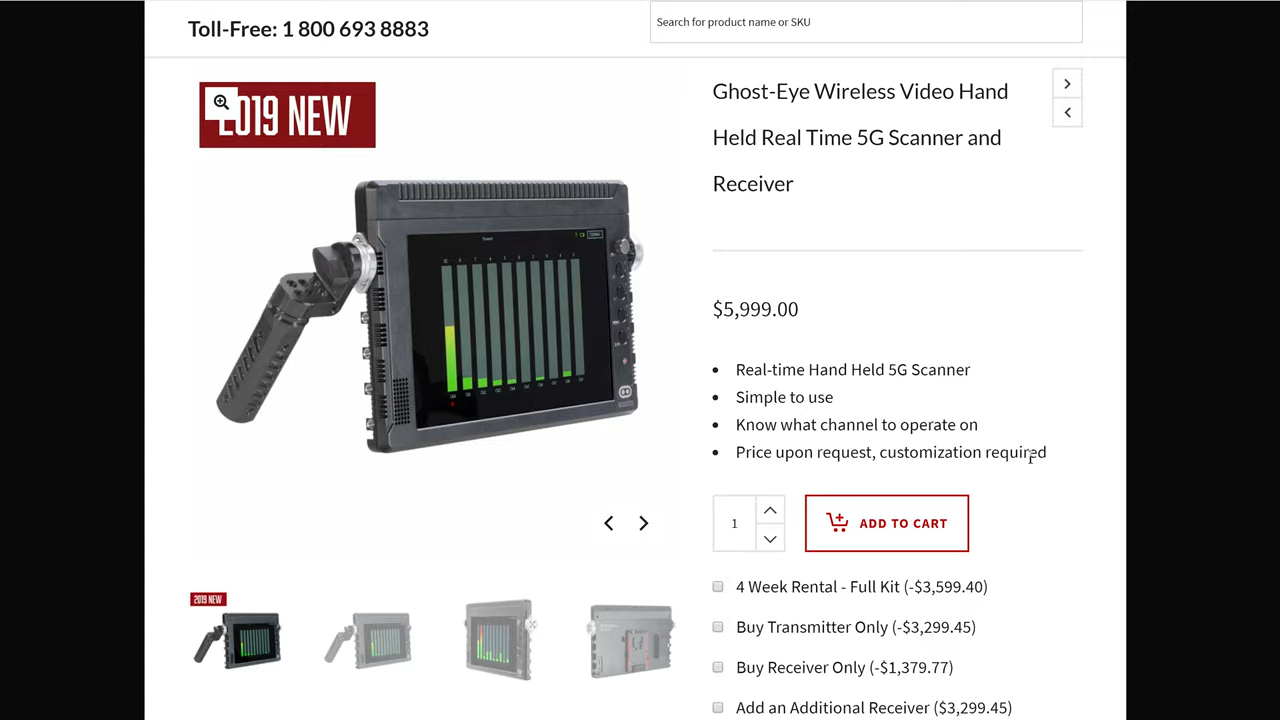 Toll-Free: 1 800 693 8883
Search for product name or SKU
2019 NEW
Ghost-Eye Wireless Video Hand
Held Real Time 5G Scanner and
Receiver
$5,999.00
Real-time Hand Held 5G Scanner
Simple to use
Know what channel to operate on
Price upon request, customization required
1
ADD TO CART
2019 NEW
4 Week Rental - Full Kit (-$3,599.40)
Buy Transmitter Only (-$3,299.45)
Buy Receiver Only (-$1,379.77)
Add an Additional Receiver ($3,299.45)